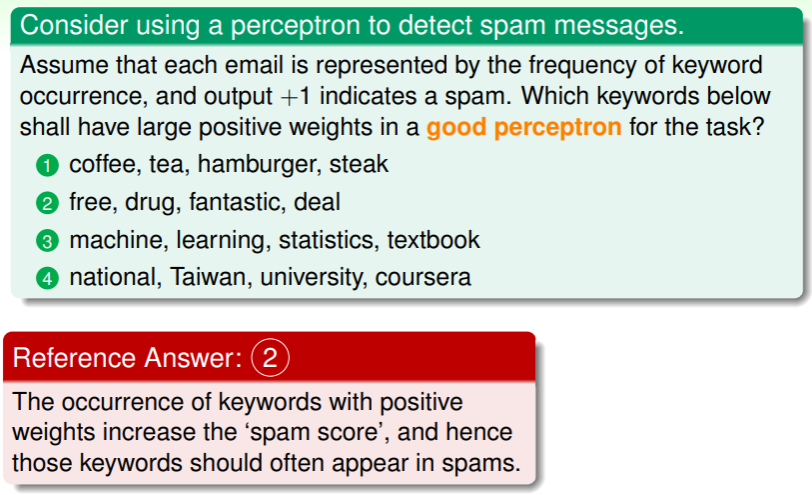 Consider using a perceptron to detect spam messages.
Assume that each email is represented by the frequency of keyword
occurrence, and output +1 indicates a spam. Which keywords below
shall have large positive weights in a good perceptron for the task?
1 coffee, tea, hamburger, steak
2 free, drug, fantastic, deal
3 machine, learning, statistics, textbook
4 national, Taiwan, university, coursera
Reference Answer: 2
The occurrence of keywords with positive
weights increase the ‘spam score’, and hence
those keywords should often appear in spams.